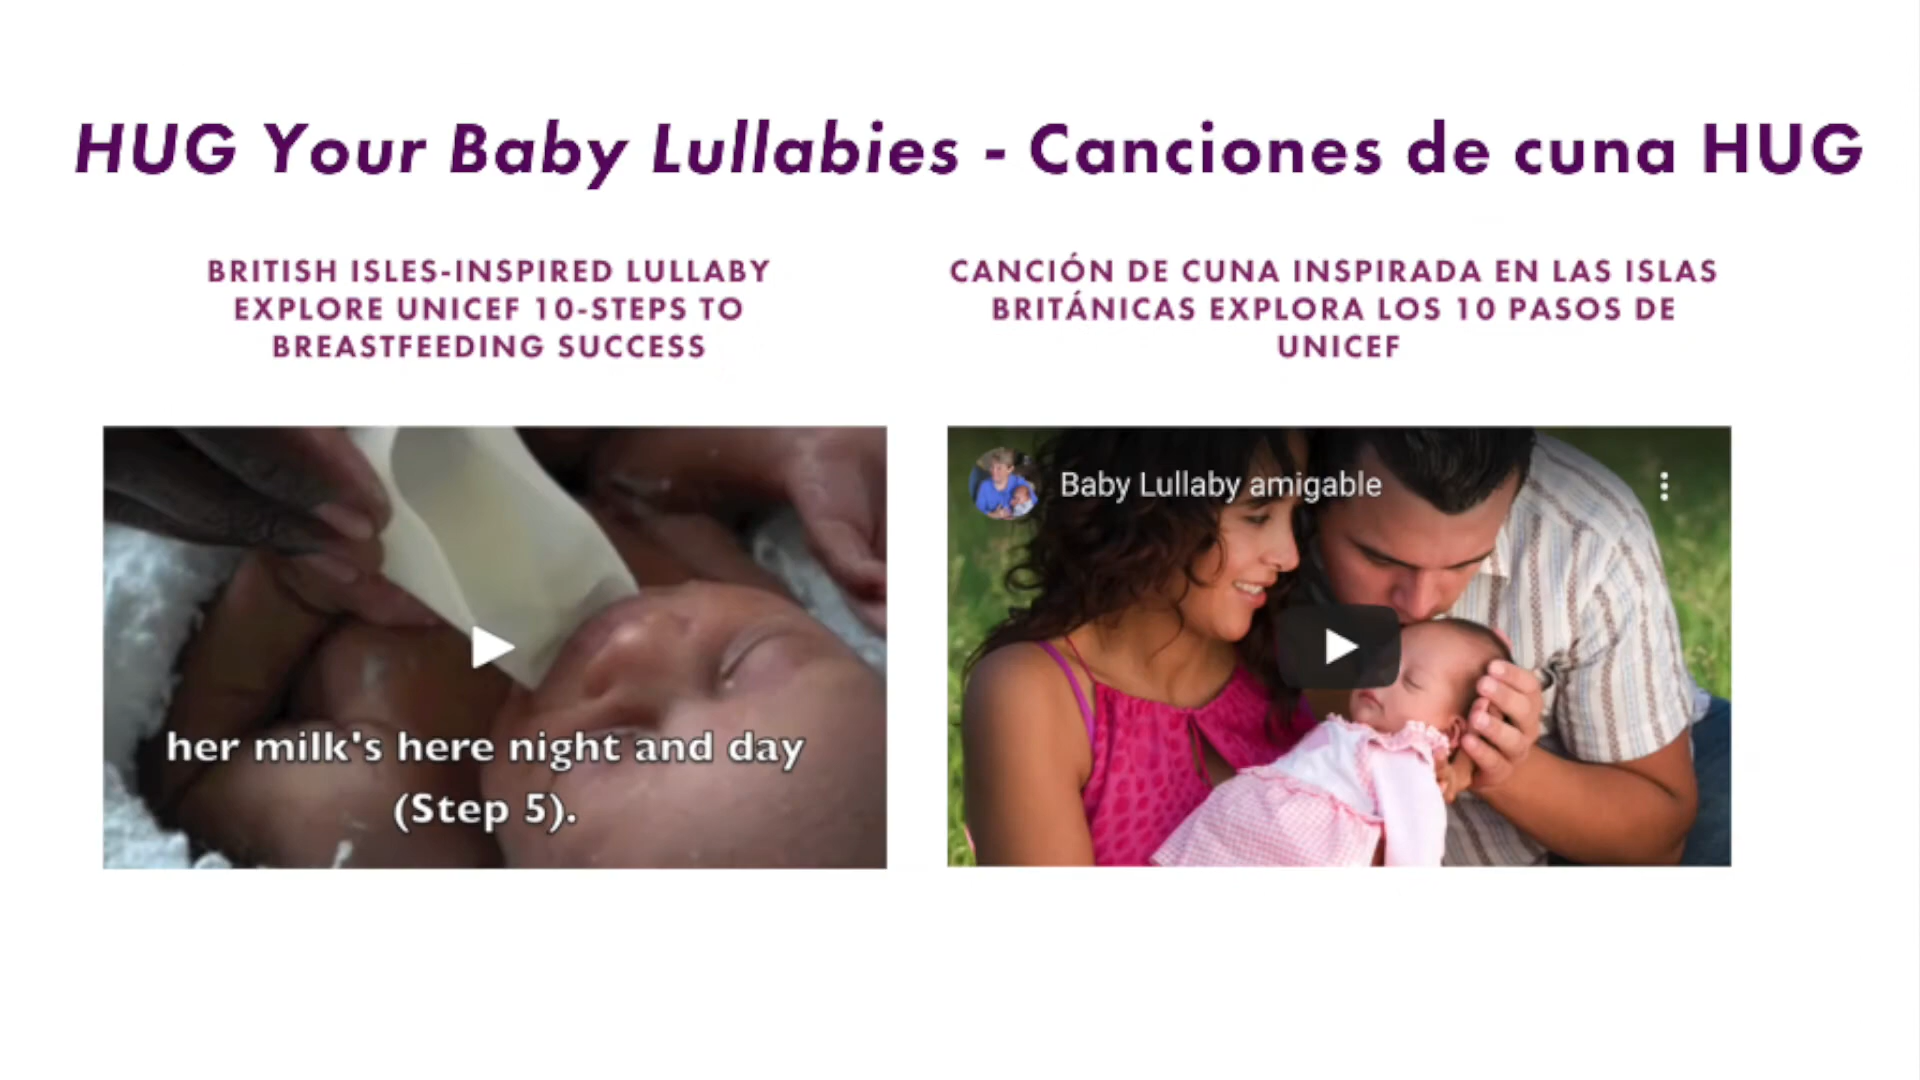 HUG Your Baby Lullabies - Canciones de cuna HUG
BRITISH ISLES-INSPIRED LULLABY
EXPLORE UNICEF 10-STEPS TO
BREASTFEEDING SUCCESS
CANCIÓN DE CUNA INSPIRADA EN LAS ISLAS
BRITÁNICAS EXPLORA LOS 10 PASOS DE
UNICEF
her milk's here night and day
(Step 5).
Baby Lullaby amigable